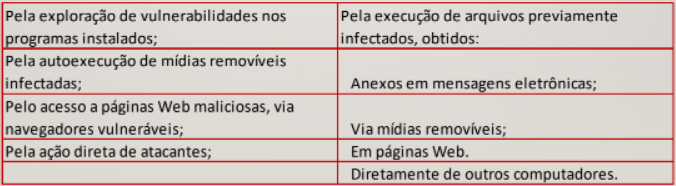 Pela exploração de vulnerabilidades nos
programas instalados;
Pela execução de arquivos previamente
infectados, obtidos:
Pela autoexecução de mídias removíveis
infectadas;
Anexos em mensagens eletrônicas;
Pelo acesso a páginas Web maliciosas, via
navegadores vulneráveis;
Via mídias removíveis;
Pela ação direta de atacantes;
Em páginas Web.
Diretamente de outros computadores.